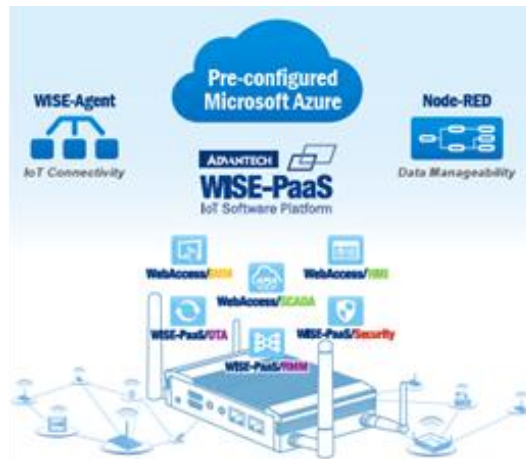 Pre-configured
Microsoft Azure
WISE-Agent
IoT Connectivity
Node-RED
Data Manageability
ADVANTECH
WISE-PaaS
IoT Software Platform
WebAccess/
WebAccess/HMI
WebAccess/SCADA
WISE-PaaS/OTA
WISE-PaaS/Security
WISE-PaaS/RMM